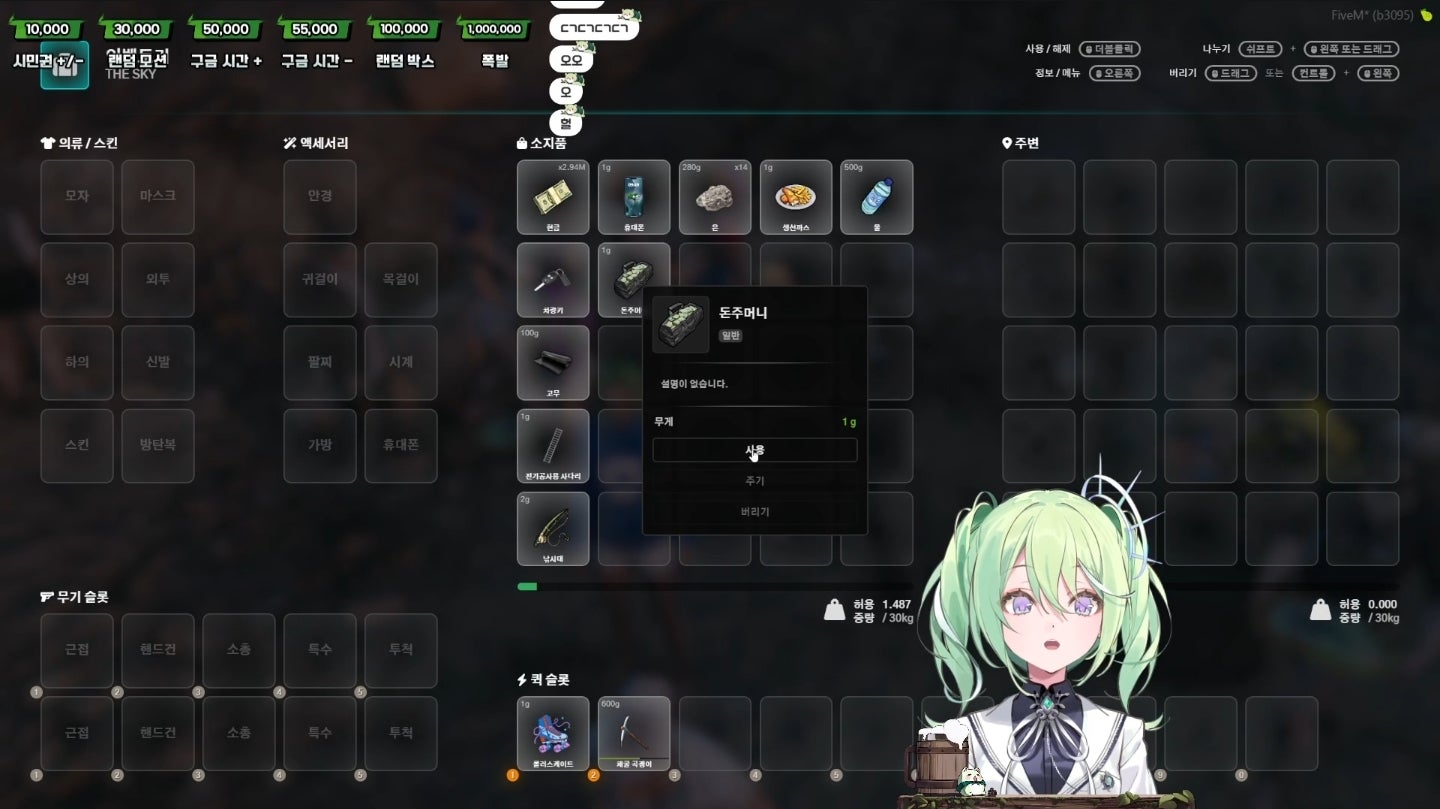 10,000 30,000 50,000 55,000 100,000 1,000,000
시민권 +/- 랜덤 모션 구금 시간 + 구금 시간 - 랜덤 박스 폭발
THE SKY
ㄷㄱㄷㄱㄷㄱ
오오
오
헐
FiveM* (b3095)
사용 / 해제 더블클릭 나누기 쉬프트 + 왼쪽 또는 드래그
정보 / 메뉴 오른쪽 버리기 드래그 또는 컨트롤 + 왼쪽
의류 / 스킨
모자 마스크
상의 외투
하의 신발
스킨 방탄복
액세서리
안경
귀걸이 목걸이
팔찌 시계
가방 휴대폰
소지품
x2.94M 1g 280g x14 1g 500g
현금 휴대폰 은 생선까스 물
1g
차량키 돈주머
100g
고무
1g
전기공사용 사다리
2g
낚시대
돈주머니
일반
설명이 없습니다.
무게 1 g
사용
주기
버리기
허용 중량 1.487 / 30kg
주변
허용 중량 0.000 / 30kg
무기 슬롯
근접 핸드건 소총 특수 투척
1 2 3 4 5
근접 핸드건 소총 특수 투척
1 2 3 4 5
퀵 슬롯
1g 600g
롤러스케이트 채굴 곡괭이
1 2 3 4 5 9 0